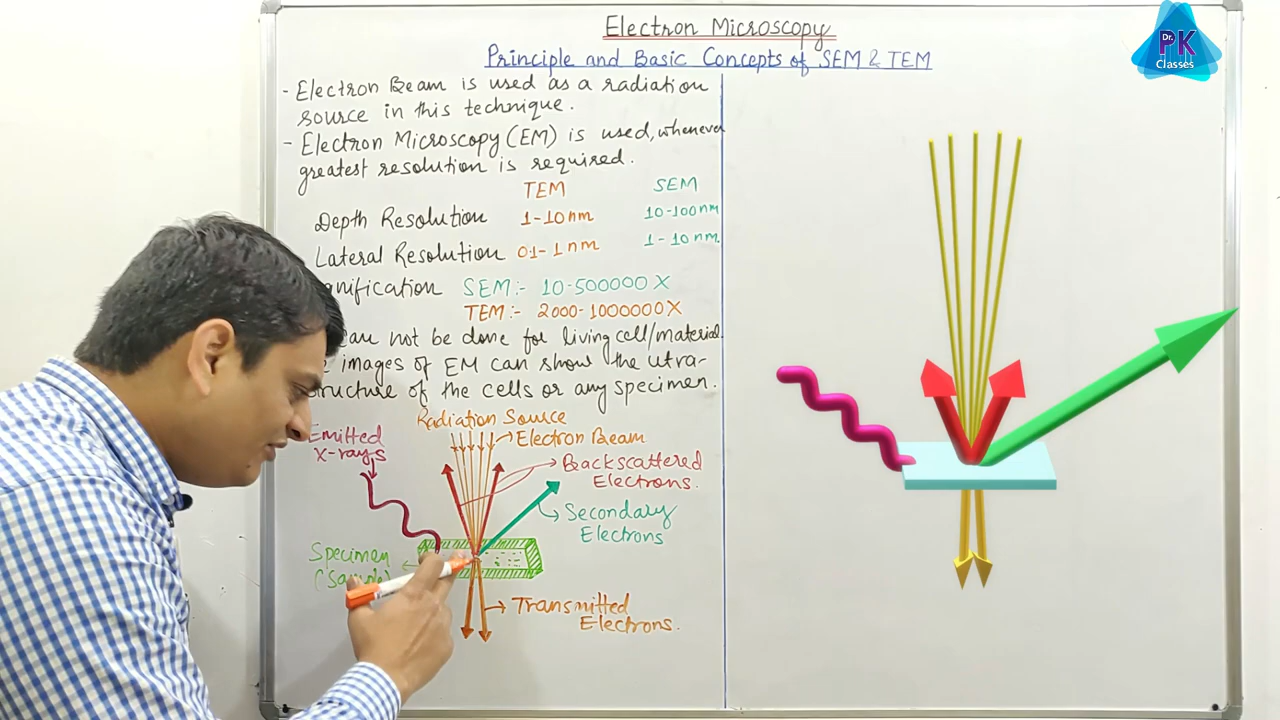 Electron Microscopy
Principle and Basic Concepts of SEM & TEM
Dr.
PK
Classes
- Electron Beam is used as a radiation
source in this technique.
- Electron Microscopy (EM) is used, whenever
greatest resolution is required.
TEM SEM
Depth Resolution 1-10nm 10-100nm
Lateral Resolution 0.1-1nm 1-10nm.
SEM:- 10-500000X
TEM:- 2000-1000000X
can not be done for living cell/material
images of EM can show the utra-
structure of the cells or any specimen.
Radiation Source
Electron Beam
Emitted
X-rays
Backscattered
Electrons.
Secondary
Electrons
Specimen
(Sample)
Transmitted
Electrons.